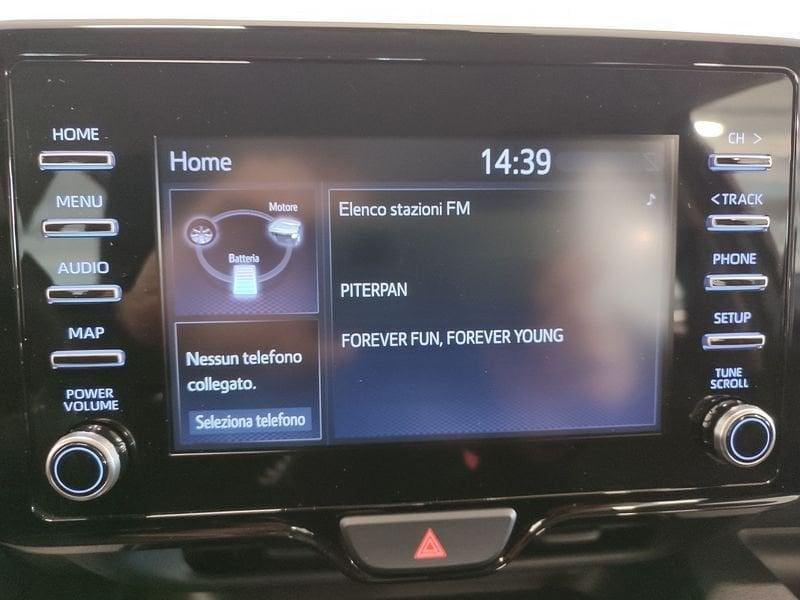 HOME
MENU
AUDIO
MAP
POWER
VOLUME
Home
14:39
Motore
Batteria
Nessun telefono
collegato.
Seleziona telefono
Elenco stazioni FM
PITERPAN
FOREVER FUN, FOREVER YOUNG
CH >
< TRACK
PHONE
SETUP
TUNE
SCROLL